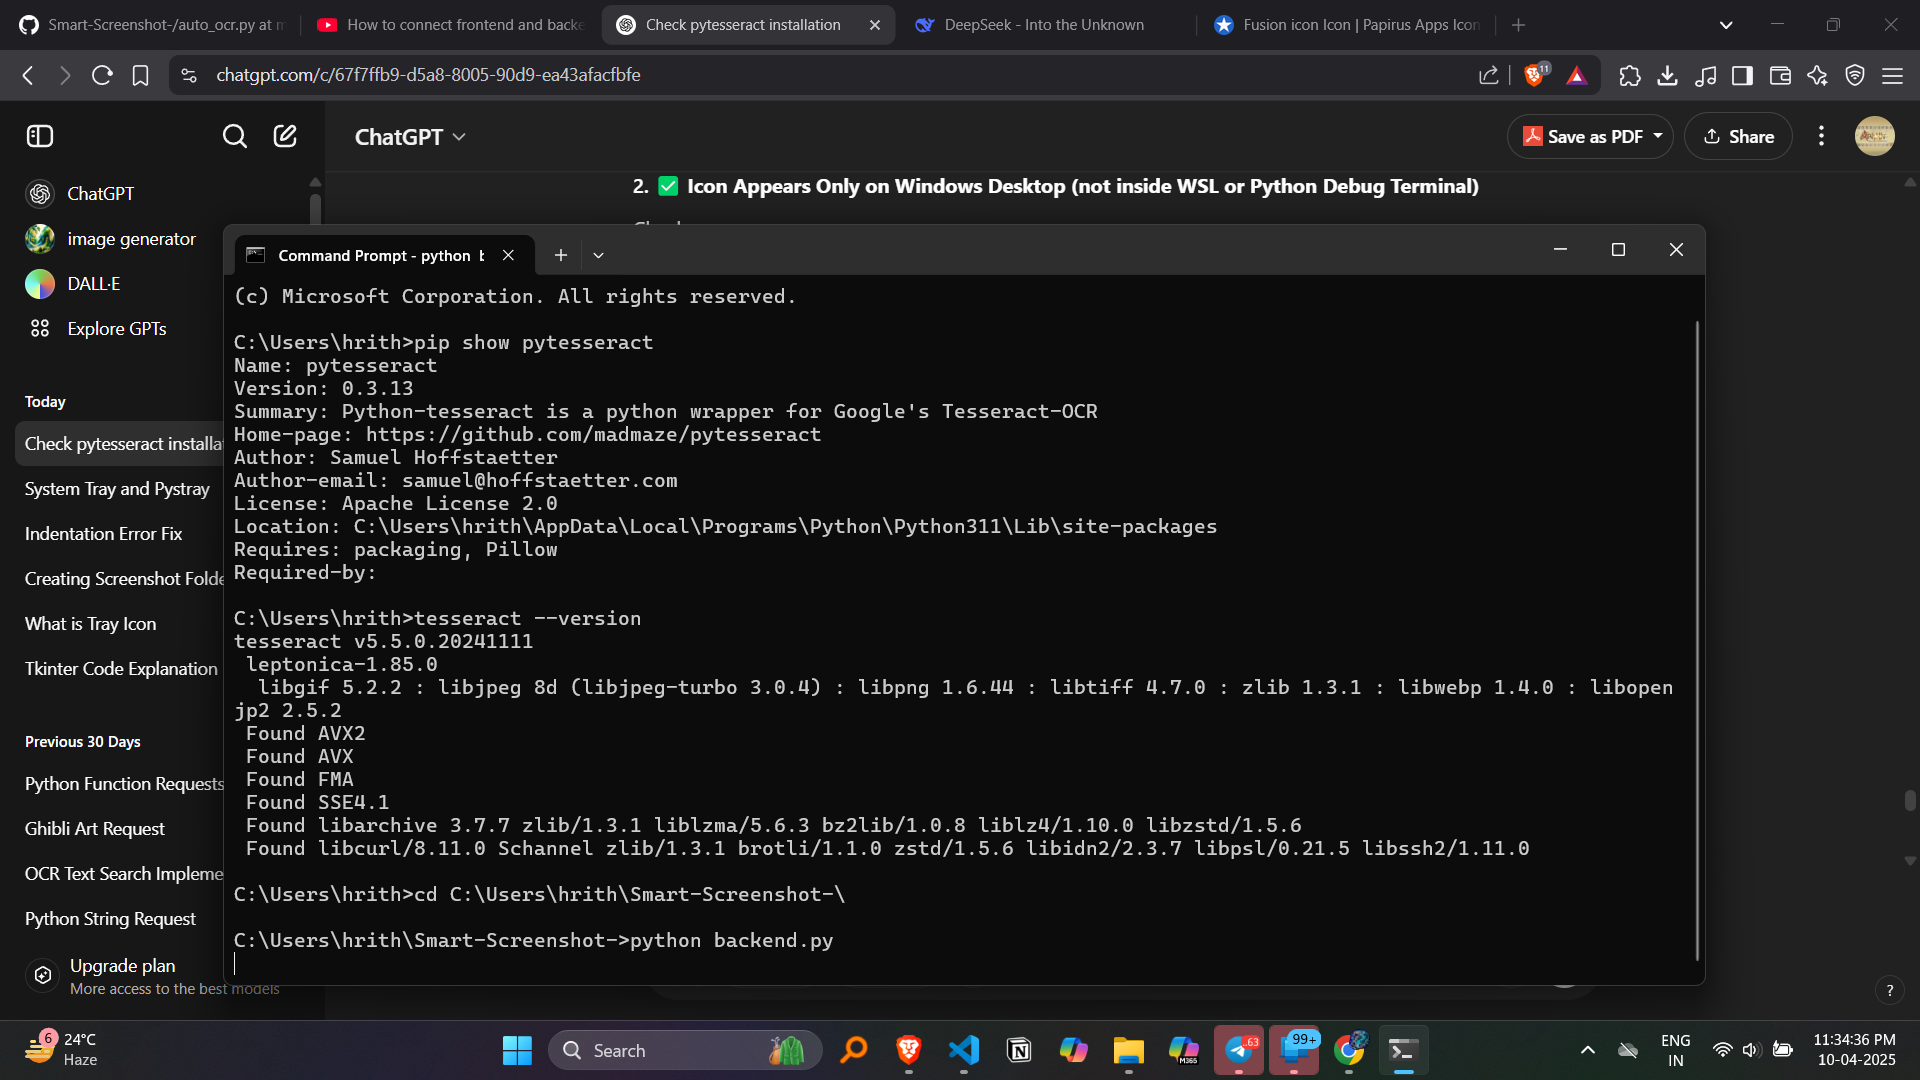 Smart-Screenshot-/auto_ocr.py at m
How to connect frontend and backe
Check pytesseract installation
DeepSeek - Into the Unknown
Fusion icon Icon | Papirus Apps Icon
chatgpt.com/c/67f7ffb9-d5a8-8005-90d9-ea43afacfbfe
11
ChatGPT
Save as PDF
Share
ChatGPT
image generator
DALL·E
Explore GPTs
Today
Check pytesseract installat
System Tray and Pystray
Indentation Error Fix
Creating Screenshot Folde
What is Tray Icon
Tkinter Code Explanation
Previous 30 Days
Python Function Requests
Ghibli Art Request
OCR Text Search Impleme
Python String Request
Upgrade plan
More access to the best models
2. ✅ Icon Appears Only on Windows Desktop (not inside WSL or Python Debug Terminal)
Command Prompt - python b
(c) Microsoft Corporation. All rights reserved.
C:\Users\hrith>pip show pytesseract
Name: pytesseract
Version: 0.3.13
Summary: Python-tesseract is a python wrapper for Google's Tesseract-OCR
Home-page: https://github.com/madmaze/pytesseract
Author: Samuel Hoffstaetter
Author-email: samuel@hoffstaetter.com
License: Apache License 2.0
Location: C:\Users\hrith\AppData\Local\Programs\Python\Python311\Lib\site-packages
Requires: packaging, Pillow
Required-by:
C:\Users\hrith>tesseract --version
tesseract v5.5.0.20241111
leptonica-1.85.0
libgif 5.2.2 : libjpeg 8d (libjpeg-turbo 3.0.4) : libpng 1.6.44 : libtiff 4.7.0 : zlib 1.3.1 : libwebp 1.4.0 : libopen
jp2 2.5.2
Found AVX2
Found AVX
Found FMA
Found SSE4.1
Found libarchive 3.7.7 zlib/1.3.1 liblzma/5.6.3 bz2lib/1.0.8 liblz4/1.10.0 libzstd/1.5.6
Found libcurl/8.11.0 Schannel zlib/1.3.1 brotli/1.1.0 zstd/1.5.6 libidn2/2.3.7 libpsl/0.21.5 libssh2/1.11.0
C:\Users\hrith>cd C:\Users\hrith\Smart-Screenshot-\
C:\Users\hrith\Smart-Screenshot->python backend.py
?
6
24°C
Haze
Search
M365
.63
99+
ENG
IN
11:34:36 PM
10-04-2025